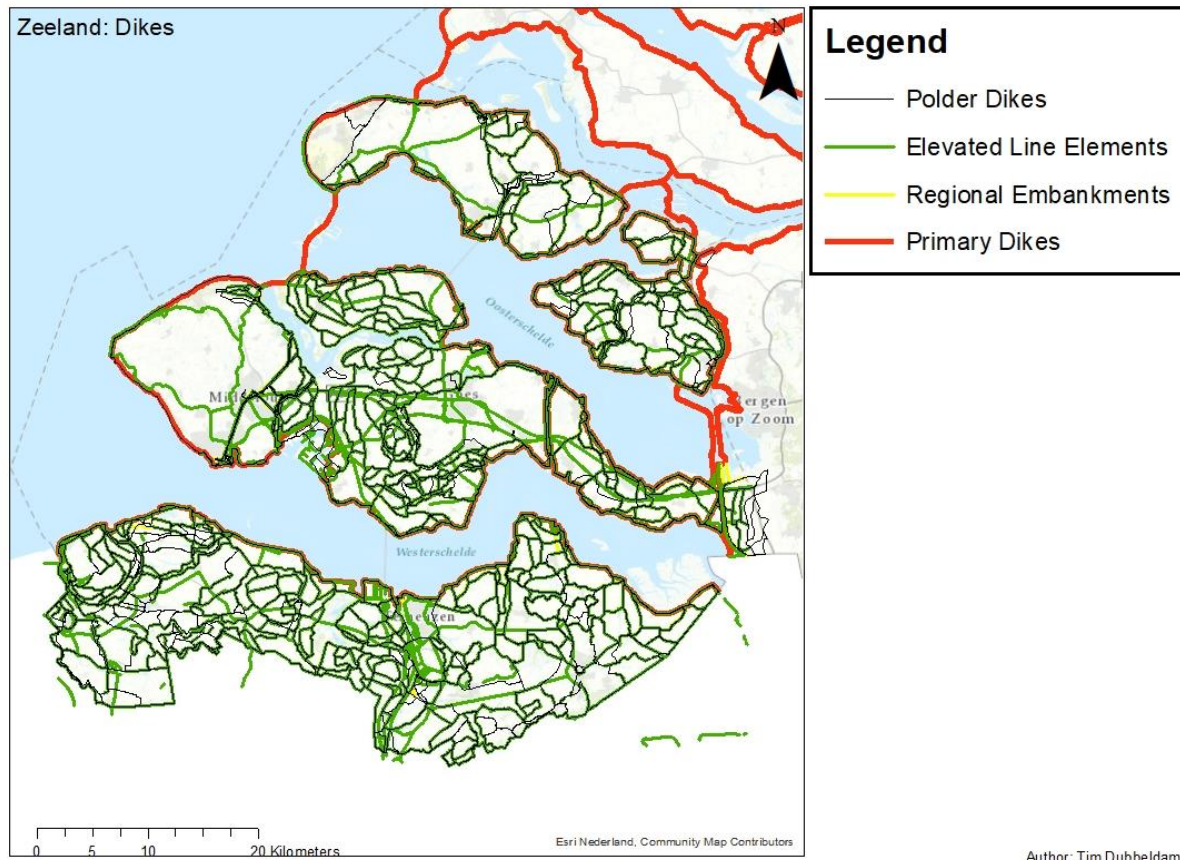 Zeeland: Dikes
N
Legend
Polder Dikes
Elevated Line Elements
Regional Embankments
Primary Dikes
Oosterschelde
Bergen
op Zoom
Westerschelde
0 5 10 20 Kilometers
Esri Nederland, Community Map Contributors
Author: Tim Dubbeldam